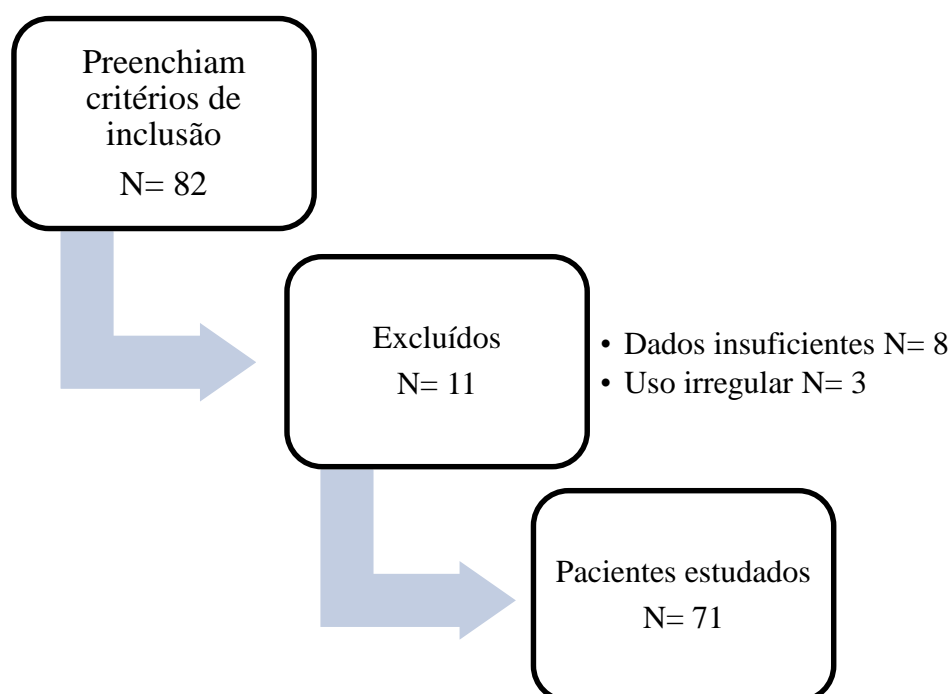 Preenchiam
critérios de
inclusão
N= 82
Excluídos
N= 11
• Dados insuficientes N= 8
• Uso irregular N= 3
Pacientes estudados
N= 71